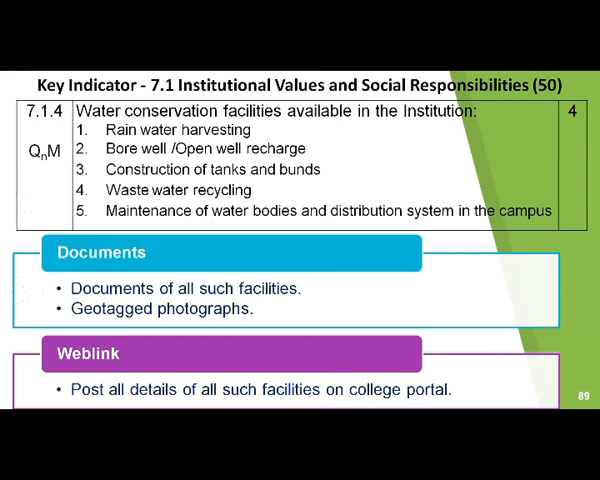 Key Indicator - 7.1 Institutional Values and Social Responsibilities (50)
7.1.4 Water conservation facilities available in the Institution: 4
1. Rain water harvesting
QnM 2. Bore well /Open well recharge
3. Construction of tanks and bunds
4. Waste water recycling
5. Maintenance of water bodies and distribution system in the campus
Documents
• Documents of all such facilities.
• Geotagged photographs.
Weblink
• Post all details of all such facilities on college portal.
89